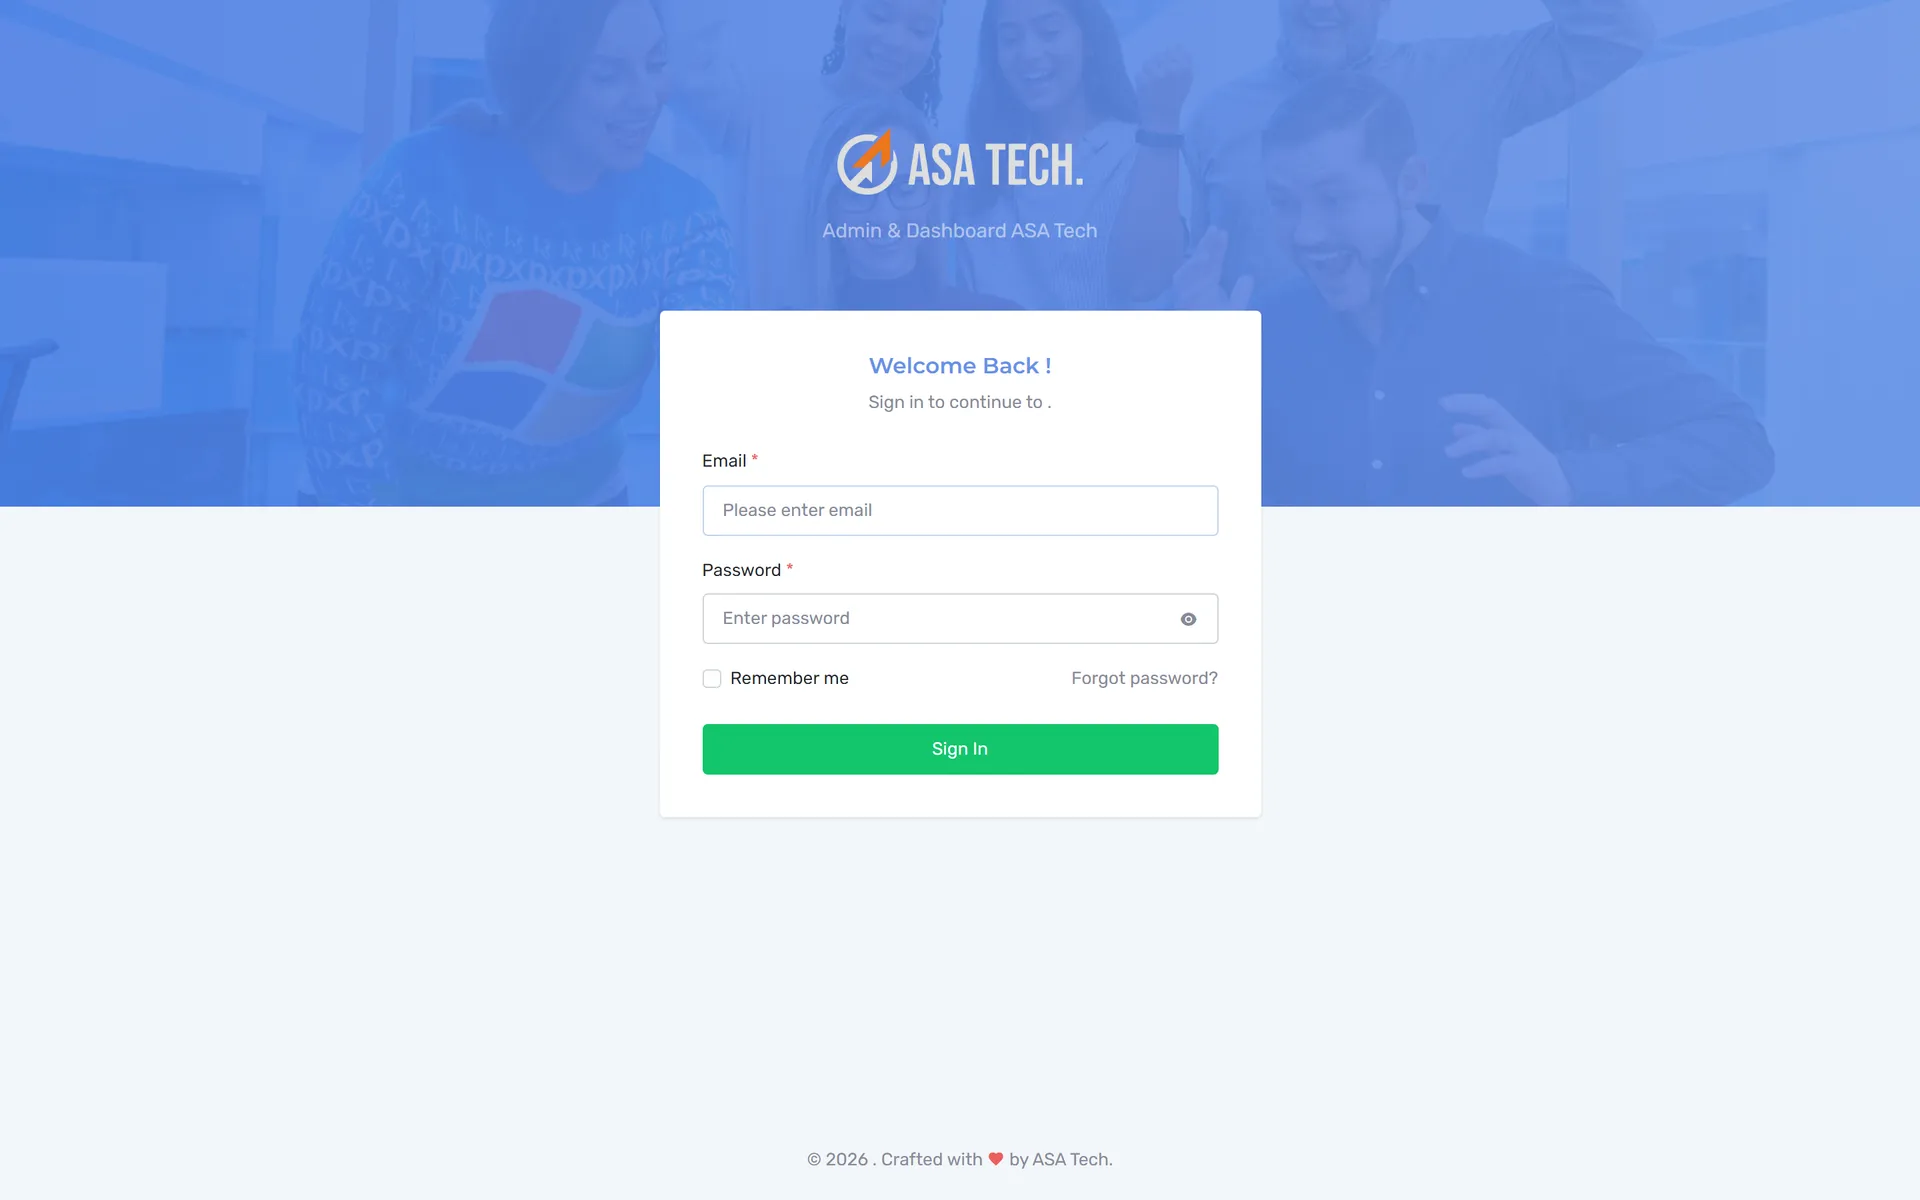 ASA TECH.
Admin & Dashboard ASA Tech
Welcome Back !
Sign in to continue to .
Email *
Please enter email
Password *
Enter password
Remember me
Forgot password?
Sign In
© 2026 . Crafted with by ASA Tech.